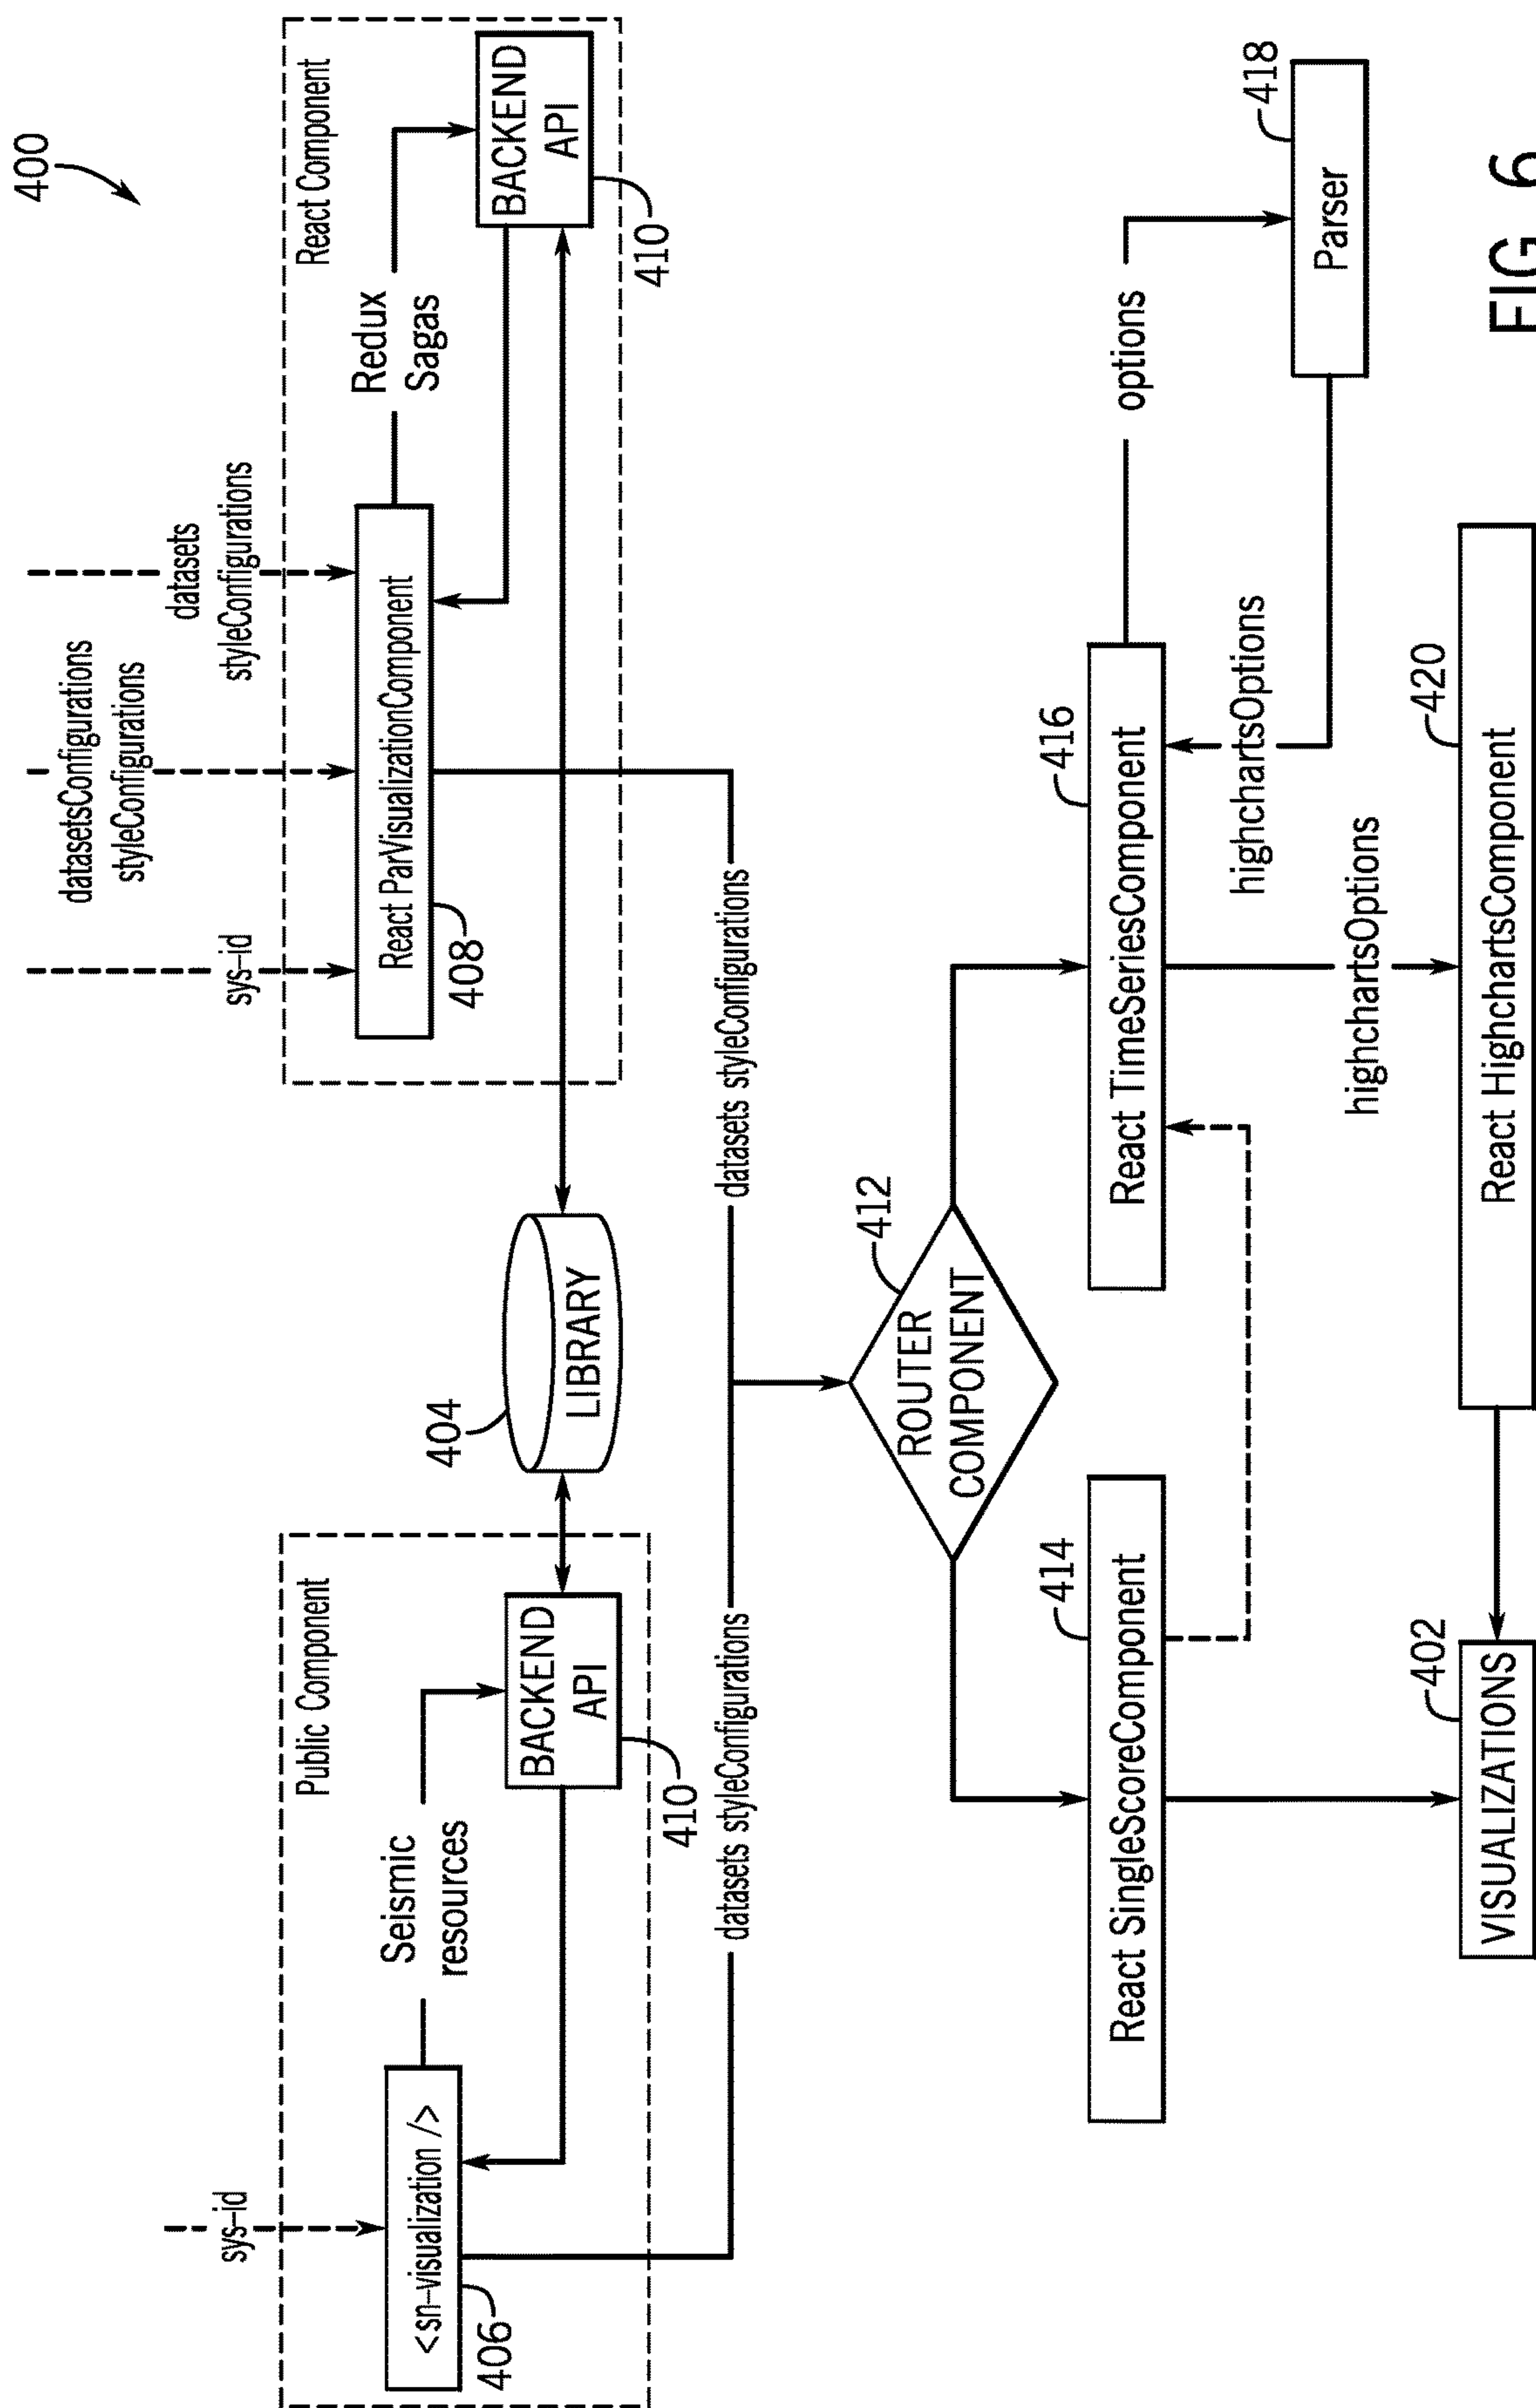 400
sys-id
datasetsConfigurations
styleConfigurations
datasets
styleConfigurations
Public Component
React Component
<sn-visualization />
406
Seismic
resources
BACKEND
API
410
404
LIBRARY
React ParVisualizationComponent
408
sys-id
Redux
Sagas
BACKEND
API
410
datasets styleConfigurations
datasets styleConfigurations
412
ROUTER
COMPONENT
414
React SingleScoreComponent
416
React TimeSeriesComponent
options
418
Parser
highchartsOptions
highchartsOptions
402
VISUALIZATIONS
420
React HighchartsComponent
FIG. 6